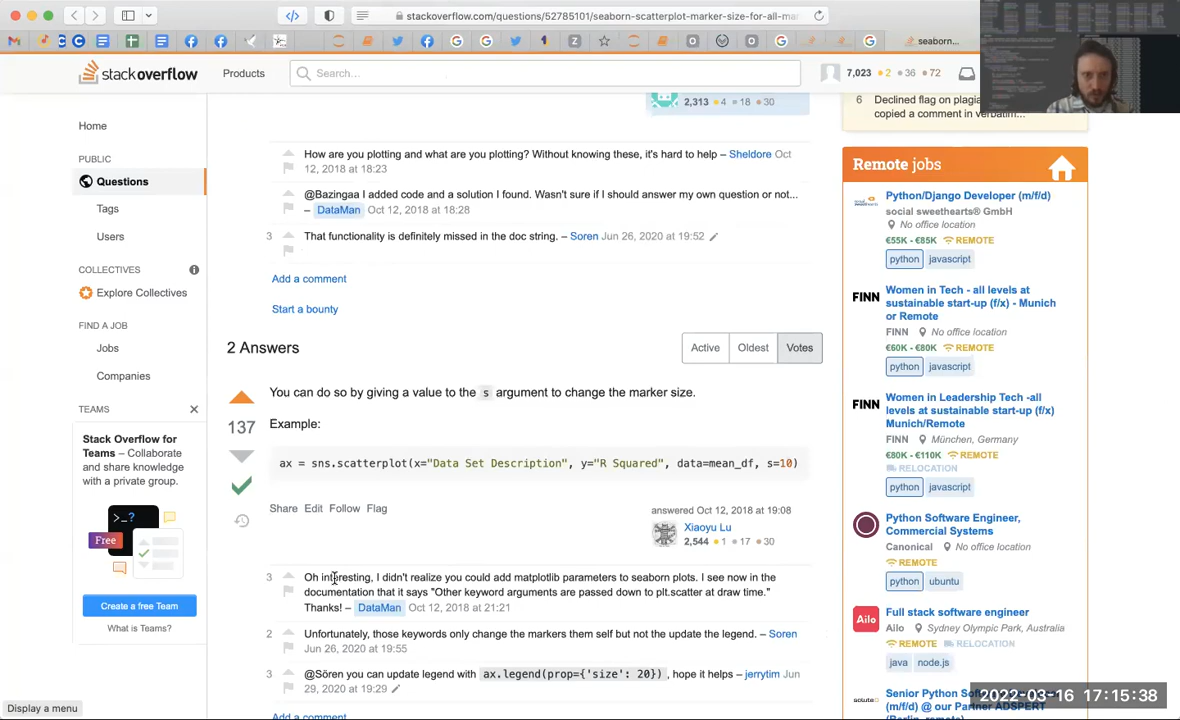 stackoverflow.com/questions/52785101/seaborn-scatterplot-marker-size-for-all-mar
seaborn...
stackoverflow
Products
Search...
7,023 2 36 72
2,313 4 18 30
6 Declined flag on plagia
copied a comment in verbatim...
Home
PUBLIC
Questions
Tags
Users
COLLECTIVES
Explore Collectives
FIND A JOB
Jobs
Companies
TEAMS
Stack Overflow for
Teams – Collaborate
and share knowledge
with a private group.
Free
Create a free Team
What is Teams?
Display a menu
How are you plotting and what are you plotting? Without knowing these, it's hard to help – Sheldore Oct
12, 2018 at 18:23
@Bazingaa I added code and a solution I found. Wasn't sure if I should answer my own question or not...
– DataMan Oct 12, 2018 at 18:28
3 That functionality is definitely missed in the doc string. – Soren Jun 26, 2020 at 19:52
Add a comment
Start a bounty
2 Answers
Active Oldest Votes
You can do so by giving a value to the s argument to change the marker size.
137
Example:
ax = sns.scatterplot(x="Data Set Description", y="R Squared", data=mean_df, s=10)
Share Edit Follow Flag
answered Oct 12, 2018 at 19:08
Xiaoyu Lu
2,544 1 17 30
3 Oh interesting, I didn't realize you could add matplotlib parameters to seaborn plots. I see now in the
documentation that it says "Other keyword arguments are passed down to plt.scatter at draw time."
Thanks! – DataMan Oct 12, 2018 at 21:21
2 Unfortunately, those keywords only change the markers them self but not the update the legend. – Soren
Jun 26, 2020 at 19:55
3 @Sören you can update legend with ax.legend(prop={'size': 20}) , hope it helps – jerrytim Jun
29, 2020 at 19:29
Add a comment
Remote jobs
Python/Django Developer (m/f/d)
social sweethearts® GmbH
No office location
€55K - €85K REMOTE
python javascript
FINN
Women in Tech - all levels at
sustainable start-up (f/x) - Munich
or Remote
FINN No office location
€60K - €80K REMOTE
python javascript
FINN
Women in Leadership Tech -all
levels at sustainable start-up (f/x)
Munich/Remote
FINN München, Germany
€80K - €110K REMOTE
RELOCATION
python javascript
Python Software Engineer,
Commercial Systems
Canonical No office location
REMOTE
python ubuntu
Ailo
Full stack software engineer
Ailo Sydney Olympic Park, Australia
REMOTE RELOCATION
java node.js
Senior Python So
(m/f/d) @ our Partner ADSPERT
(Berlin, remote)
2022-03-16 17:15:38